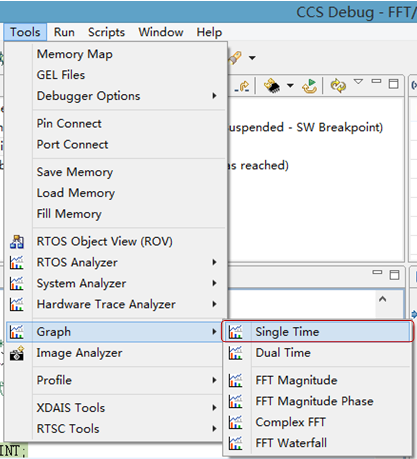 CCS Debug - FFT/
Tools Run Scripts Window Help
Memory Map
GEL Files
Debugger Options
Pin Connect
uspended - SW Breakpoint)
Port Connect
as reached)
Save Memory
Load Memory
Fill Memory
RTOS Object View (ROV)
RTOS Analyzer
System Analyzer
Hardware Trace Analyzer
Graph
Single Time
Image Analyzer
Dual Time
Profile
FFT Magnitude
FFT Magnitude Phase
XDAIS Tools
Complex FFT
RTSC Tools
FFT Waterfall
INT;